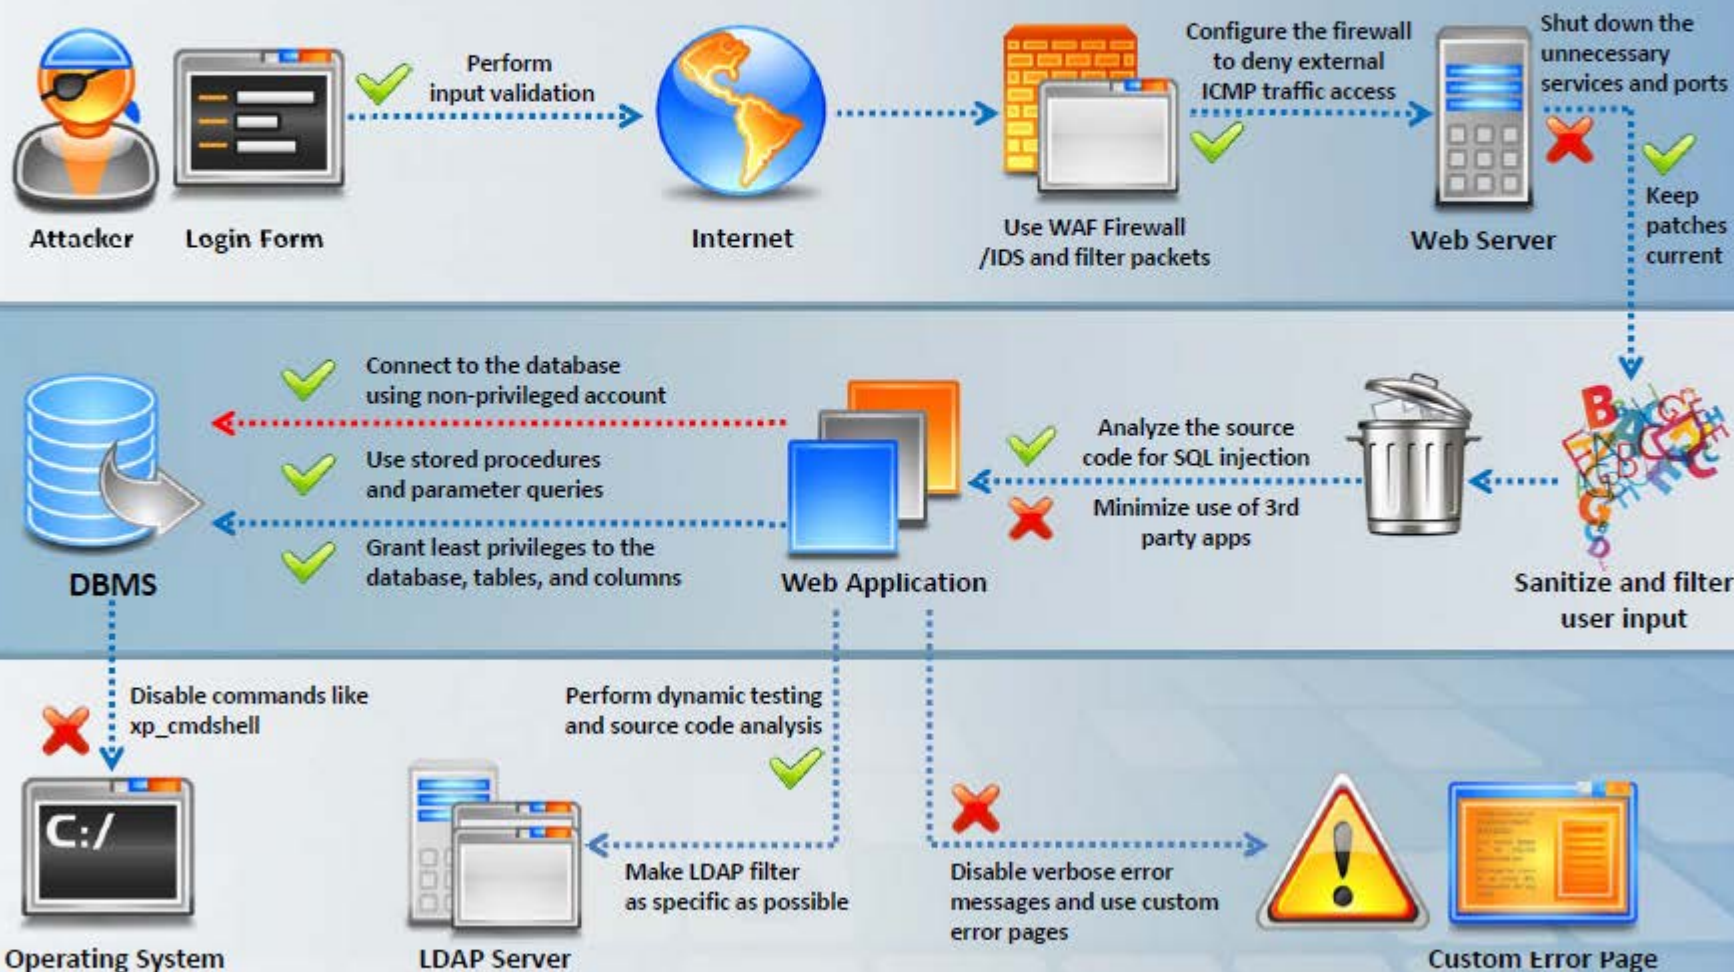 Perform
input validation
Configure the firewall
to deny external
ICMP traffic access
Shut down the
unnecessary
services and ports
Keep
patches
current
Attacker
Login Form
Internet
Use WAF Firewall
/IDS and filter packets
Web Server
Connect to the database
using non-privileged account
Use stored procedures
and parameter queries
Grant least privileges to the
database, tables, and columns
DBMS
Web Application
Analyze the source
code for SQL injection
Minimize use of 3rd
party apps
Sanitize and filter
user input
Disable commands like
xp_cmdshell
C:/
Operating System
Perform dynamic testing
and source code analysis
Make LDAP filter
as specific as possible
LDAP Server
Disable verbose error
messages and use custom
error pages
Custom Error Page